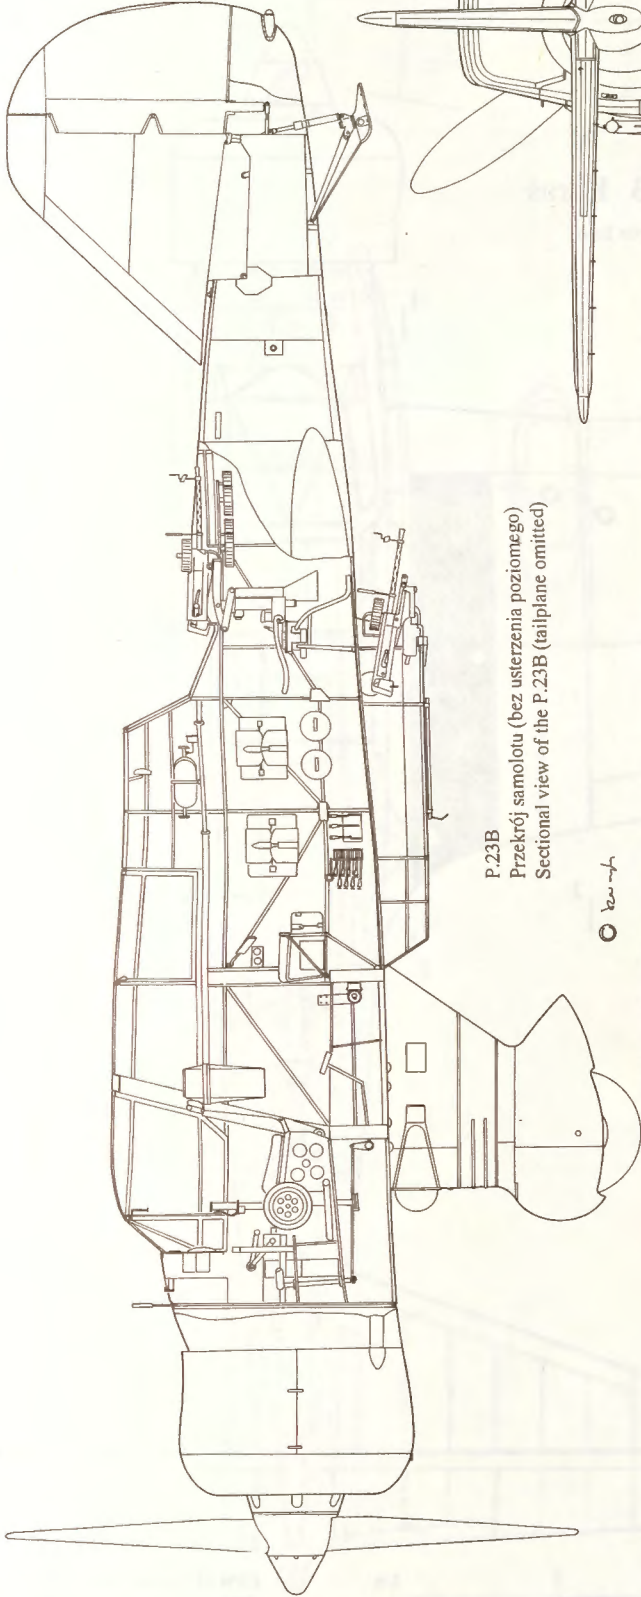 P.23B
Przekrój samolotu (bez usterzenia poziomego)
Sectional view of the P.23B (tailplane omitted)